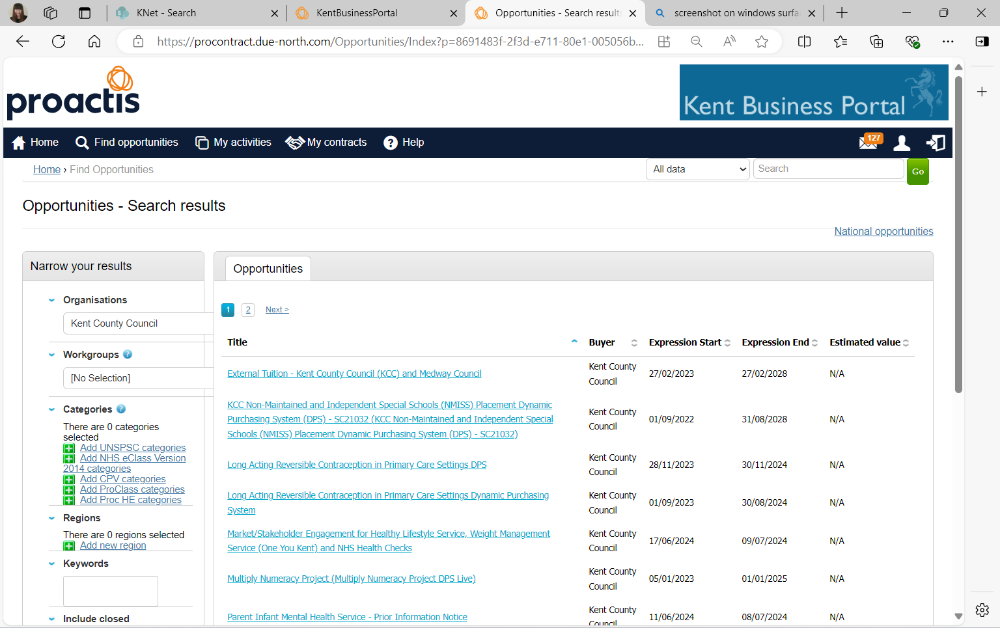 KNet - Search
KentBusinessPortal
Opportunities - Search results
screenshot on windows surfa
https://procontract.due-north.com/Opportunities/Index?p=8691483f-2f3d-e711-80e1-005056b...
proactis
Kent Business Portal
Home Find opportunities My activities My contracts ? Help 127
Home › Find Opportunities
All data Search Go
Opportunities - Search results
National opportunities
Narrow your results
Organisations
Kent County Council
Workgroups ?
[No Selection]
Categories ?
There are 0 categories
selected
Add UNSPSC categories
Add NHS eClass Version
2014 categories
Add CPV categories
Add ProClass categories
Add Proc HE categories
Regions
There are 0 regions selected
Add new region
Keywords
Include closed
Opportunities
1 2 Next >
Title Buyer Expression Start Expression End Estimated value
External Tuition - Kent County Council (KCC) and Medway Council Kent County Council 27/02/2023 27/02/2028 N/A
KCC Non-Maintained and Independent Special Schools (NMISS) Placement Dynamic
Purchasing System (DPS) - SC21032 (KCC Non-Maintained and Independent Special
Schools (NMISS) Placement Dynamic Purchasing System (DPS) - SC21032)
Kent County
Council
01/09/2022 31/08/2028 N/A
Long Acting Reversible Contraception in Primary Care Settings DPS
Kent County
Council
28/11/2023 30/11/2024 N/A
Long Acting Reversible Contraception in Primary Care Settings Dynamic Purchasing
System
Kent County
Council
01/09/2023 30/08/2024 N/A
Market/Stakeholder Engagement for Healthy Lifestyle Service, Weight Management
Service (One You Kent) and NHS Health Checks
Kent County
Council
17/06/2024 09/07/2024 N/A
Multiply Numeracy Project (Multiply Numeracy Project DPS Live)
Kent County
Council
05/01/2023 01/01/2025 N/A
Parent Infant Mental Health Service - Prior Information Notice
Kent County
Council
11/06/2024 08/07/2024 N/A